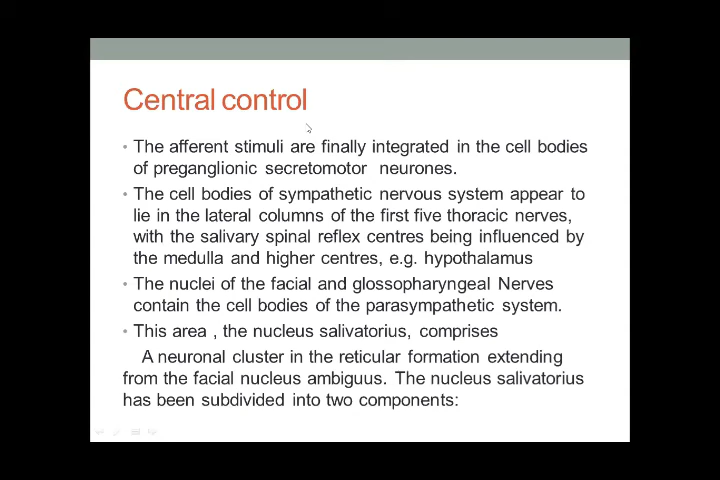 Central control
• The afferent stimuli are finally integrated in the cell bodies
of preganglionic secretomotor neurones.
• The cell bodies of sympathetic nervous system appear to
lie in the lateral columns of the first five thoracic nerves,
with the salivary spinal reflex centres being influenced by
the medulla and higher centres, e.g. hypothalamus
• The nuclei of the facial and glossopharyngeal Nerves
contain the cell bodies of the parasympathetic system.
• This area , the nucleus salivatorius, comprises
A neuronal cluster in the reticular formation extending
from the facial nucleus ambiguus. The nucleus salivatorius
has been subdivided into two components: